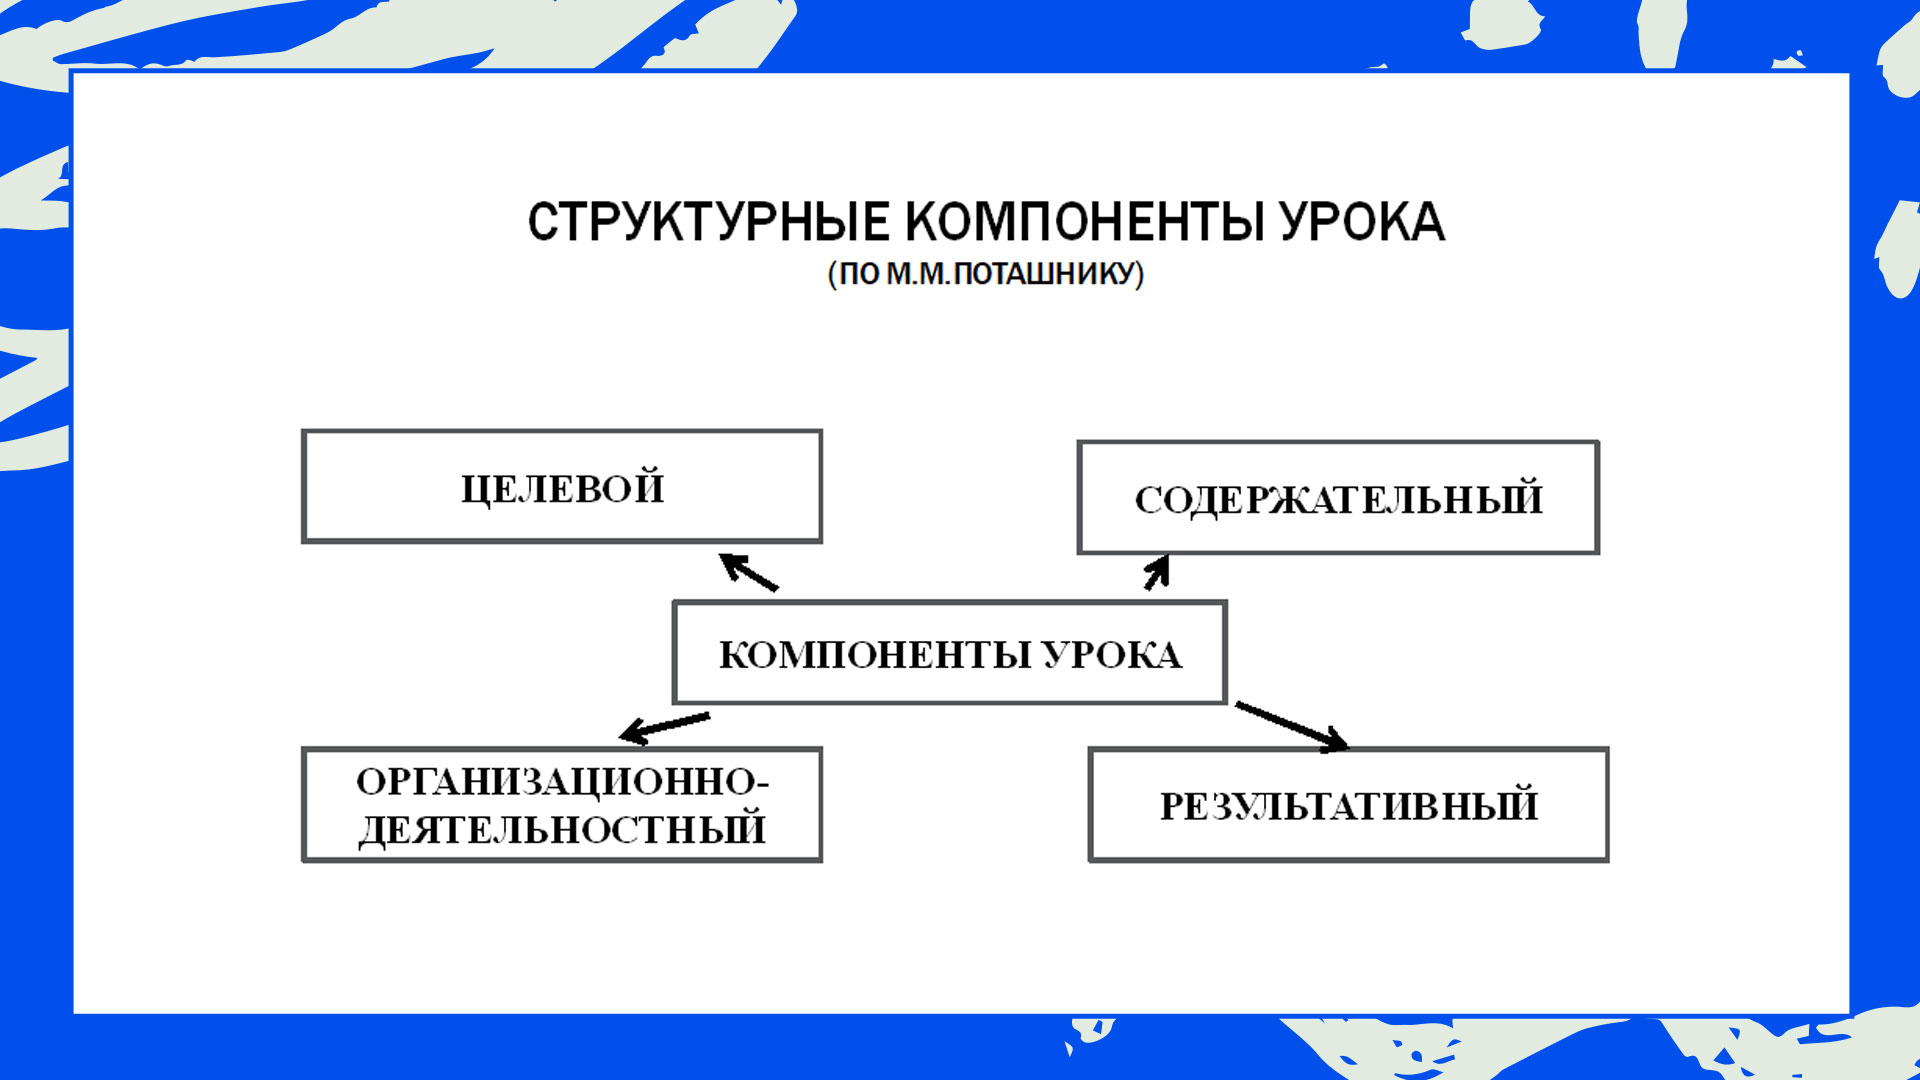 СТРУКТУРНЫЕ КОМПОНЕНТЫ УРОКА
(ПО М.М.ПОТАШНИКУ)
ЦЕЛЕВОЙ
СОДЕРЖАТЕЛЬНЫЙ
КОМПОНЕНТЫ УРОКА
ОРГАНИЗАЦИОННО-
ДЕЯТЕЛЬНОСТНЫЙ
РЕЗУЛЬТАТИВНЫЙ